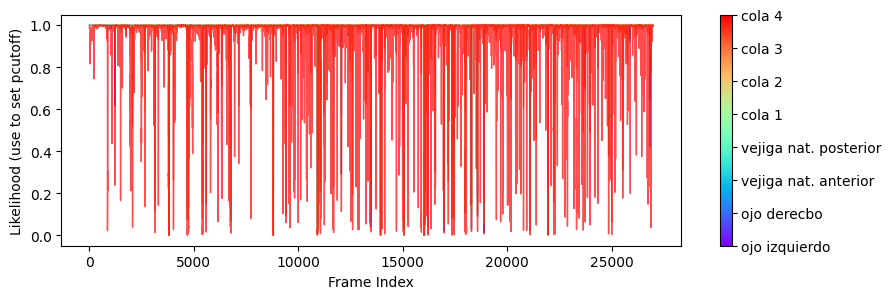 Likelihood (use to set pcutoff)
1.0
0.8
0.6
0.4
0.2
0.0
0
5000
10000
15000
20000
25000
Frame Index
cola 4
cola 3
cola 2
cola 1
vejiga nat. posterior
vejiga nat. anterior
ojo derecbo
ojo izquierdo